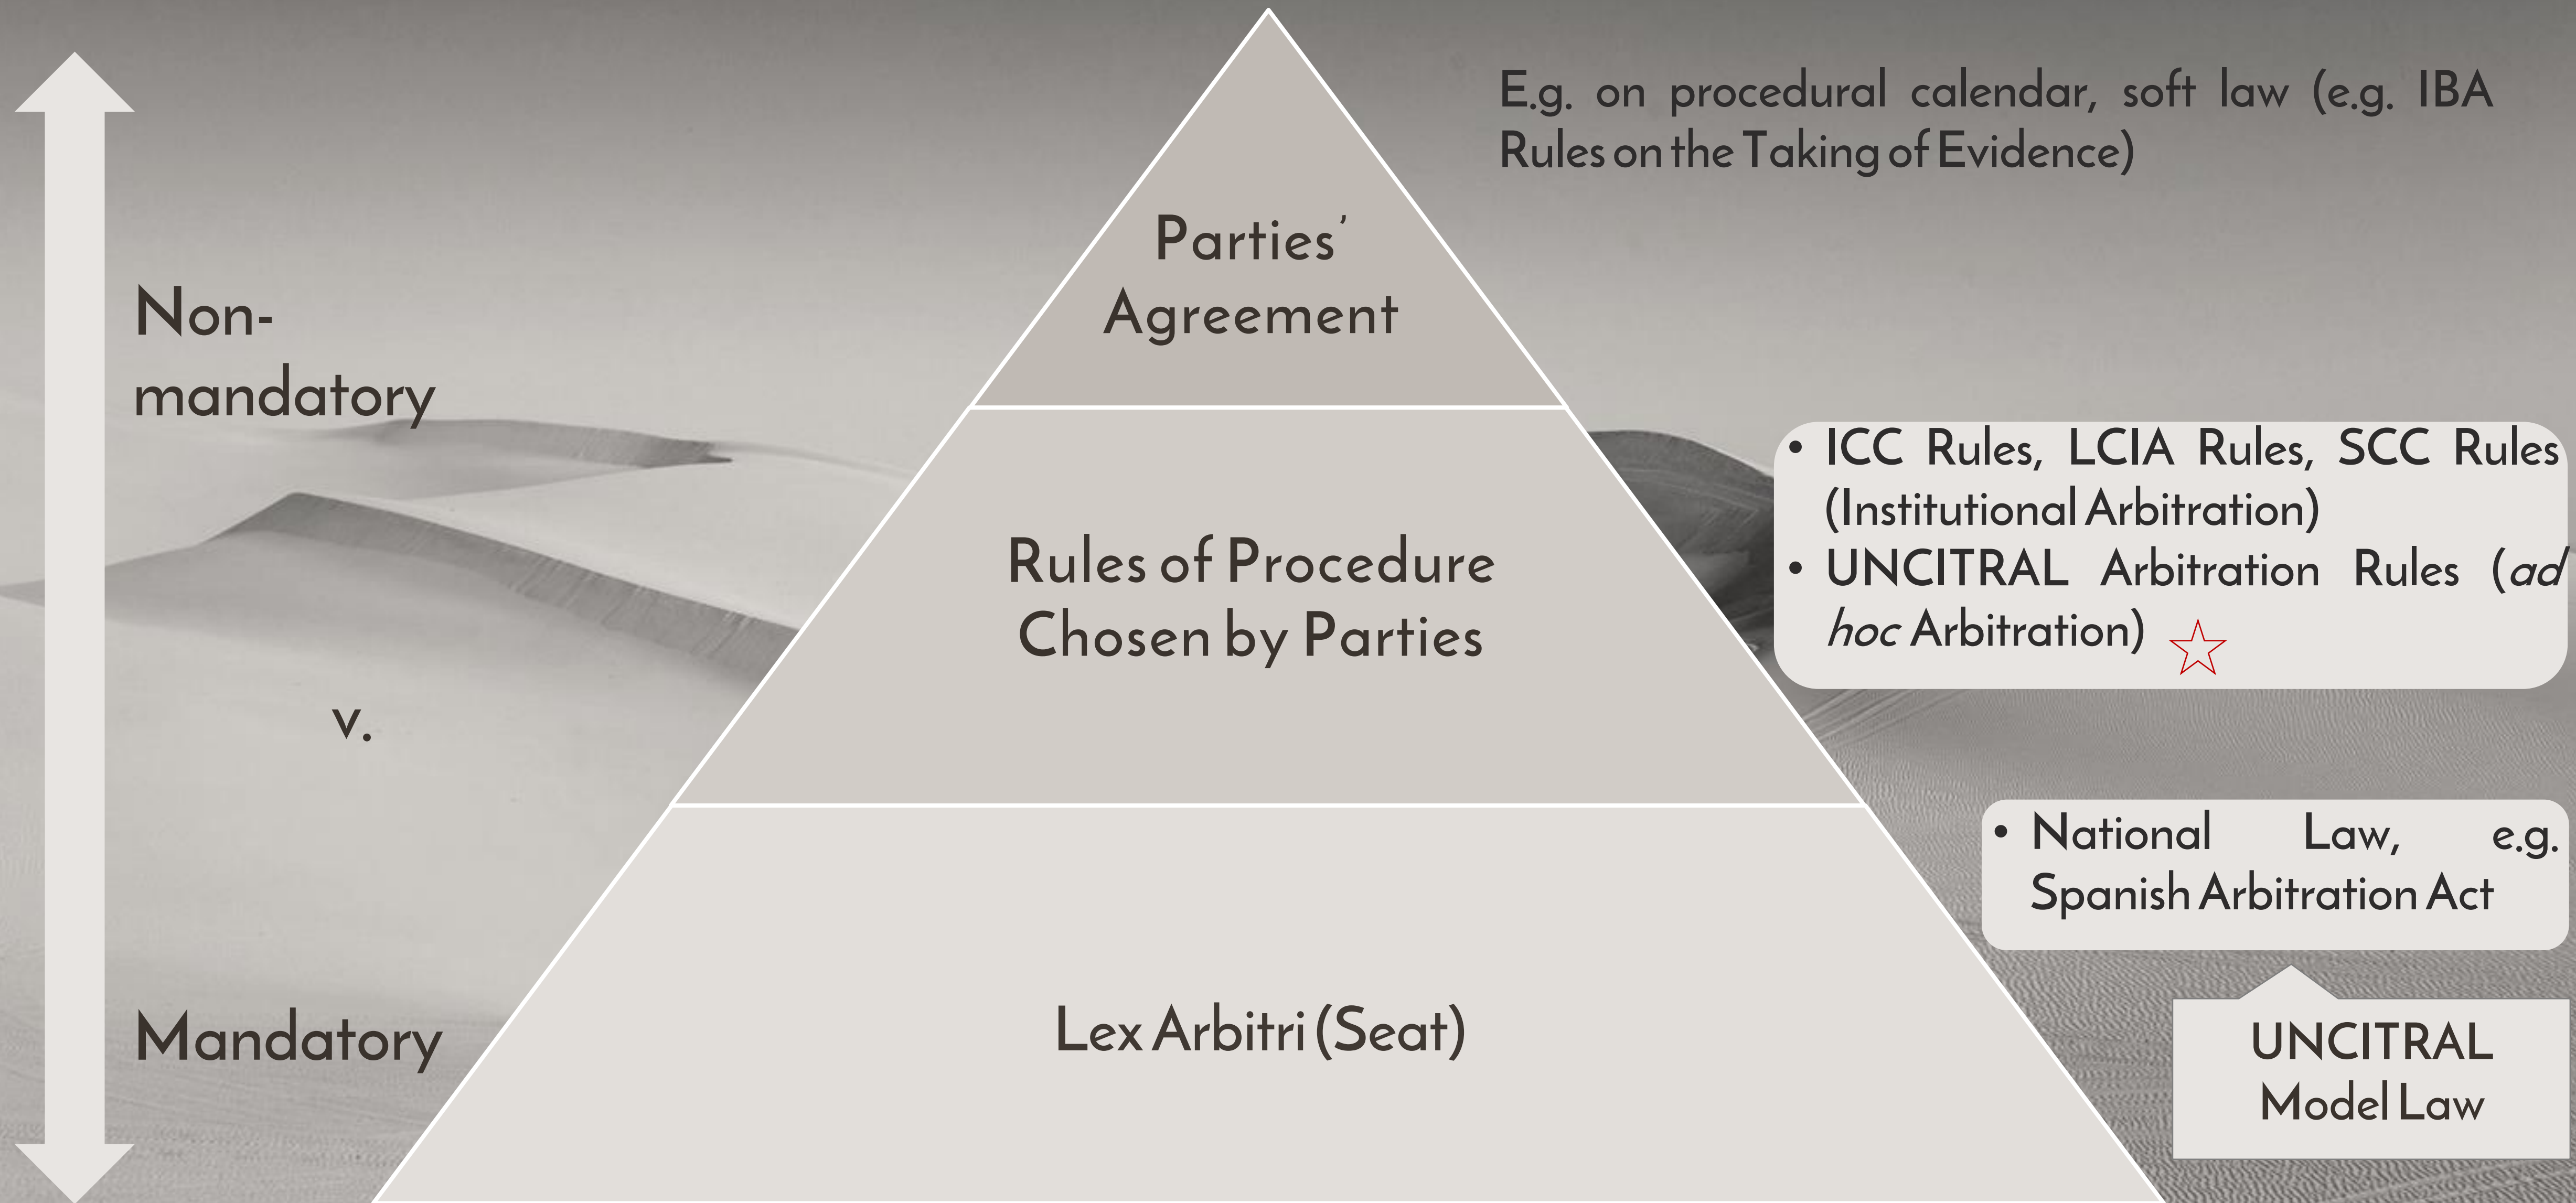 E.g. on procedural calendar, soft law (e.g. IBA
Rules on the Taking of Evidence)
Parties’
Agreement
Non-
mandatory
• ICC Rules, LCIA Rules, SCC Rules
(Institutional Arbitration)
• UNCITRAL Arbitration Rules (ad
hoc Arbitration)
Rules of Procedure
Chosen by Parties
v.
• National Law, e.g.
Spanish Arbitration Act
Mandatory
Lex Arbitri (Seat)
UNCITRAL
Model Law